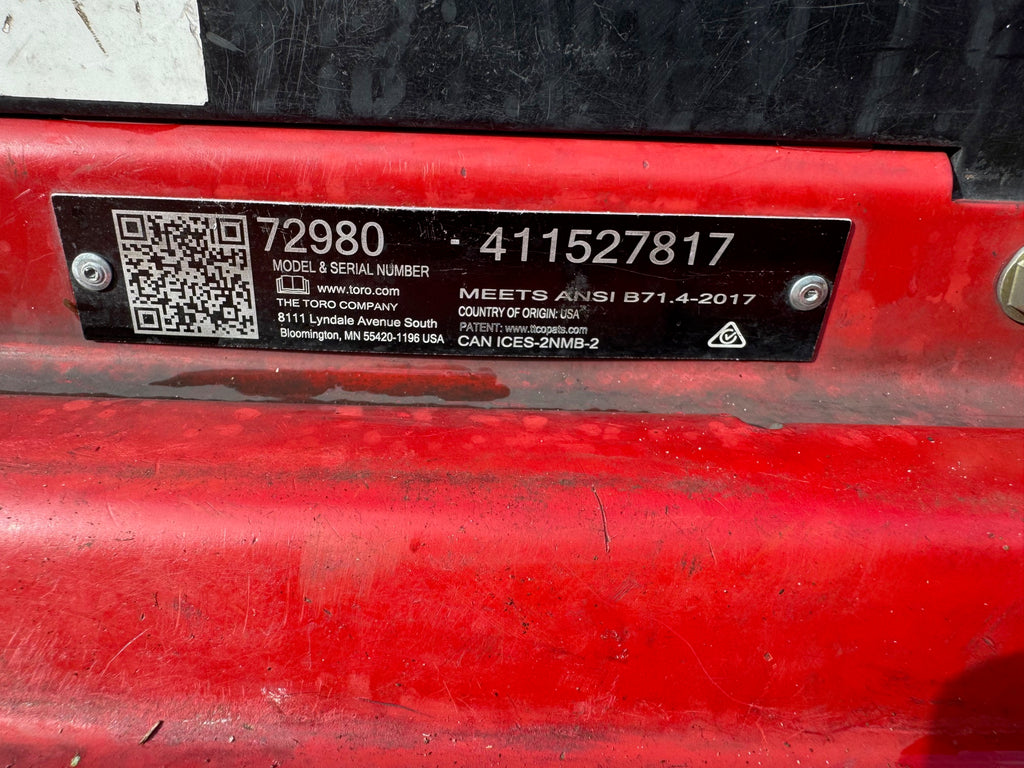 72980 - 411527817
MODEL & SERIAL NUMBER
www.toro.com
THE TORO COMPANY
8111 Lyndale Avenue South
Bloomington, MN 55420-1196 USA
MEETS ANSI B71.4-2017
COUNTRY OF ORIGIN: USA
PATENT: www.ttcopats.com
CAN ICES-2NMB-2